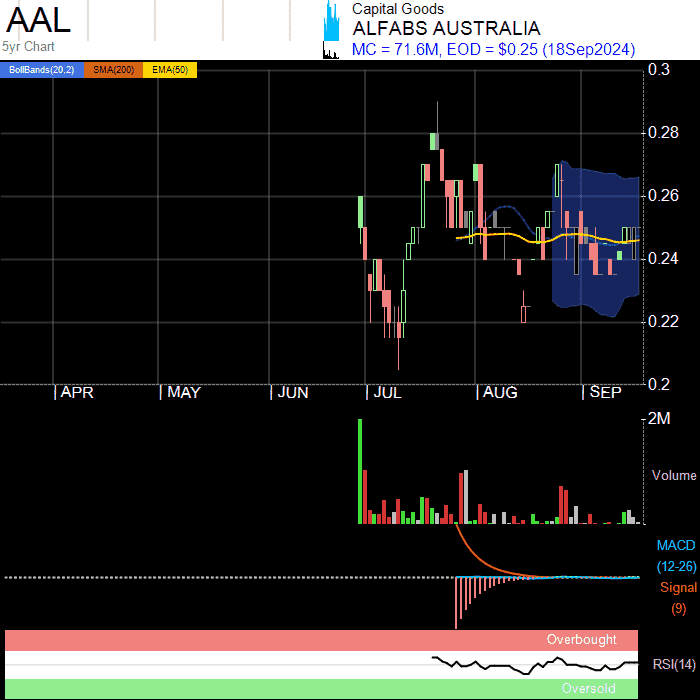 AAL
5yr Chart
Capital Goods
ALFABS AUSTRALIA
MC = 71.6M, EOD = $0.25 (18Sep2024)
BollBands(20,2) SMA(200) EMA(50)
0.3
0.28
0.26
0.24
0.22
0.2
APR MAY JUN JUL AUG SEP
2M
Volume
MACD
(12-26)
Signal
(9)
Overbought
RSI(14)
Oversold